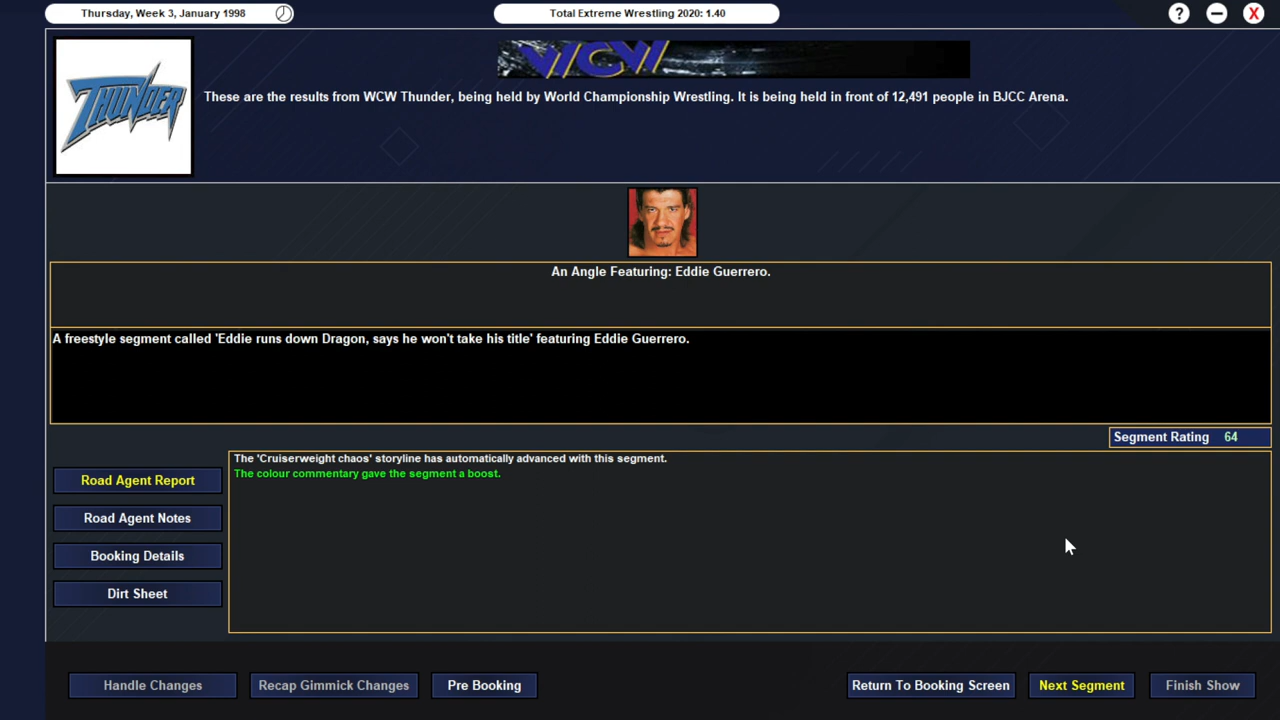 Thursday, Week 3, January 1998
Total Extreme Wrestling 2020: 1.40
?
X
THUNDER
WCW
These are the results from WCW Thunder, being held by World Championship Wrestling. It is being held in front of 12,491 people in BJCC Arena.
An Angle Featuring: Eddie Guerrero.
A freestyle segment called 'Eddie runs down Dragon, says he won't take his title' featuring Eddie Guerrero.
Segment Rating 64
The 'Cruiserweight chaos' storyline has automatically advanced with this segment.
The colour commentary gave the segment a boost.
Road Agent Report
Road Agent Notes
Booking Details
Dirt Sheet
Handle Changes
Recap Gimmick Changes
Pre Booking
Return To Booking Screen
Next Segment
Finish Show